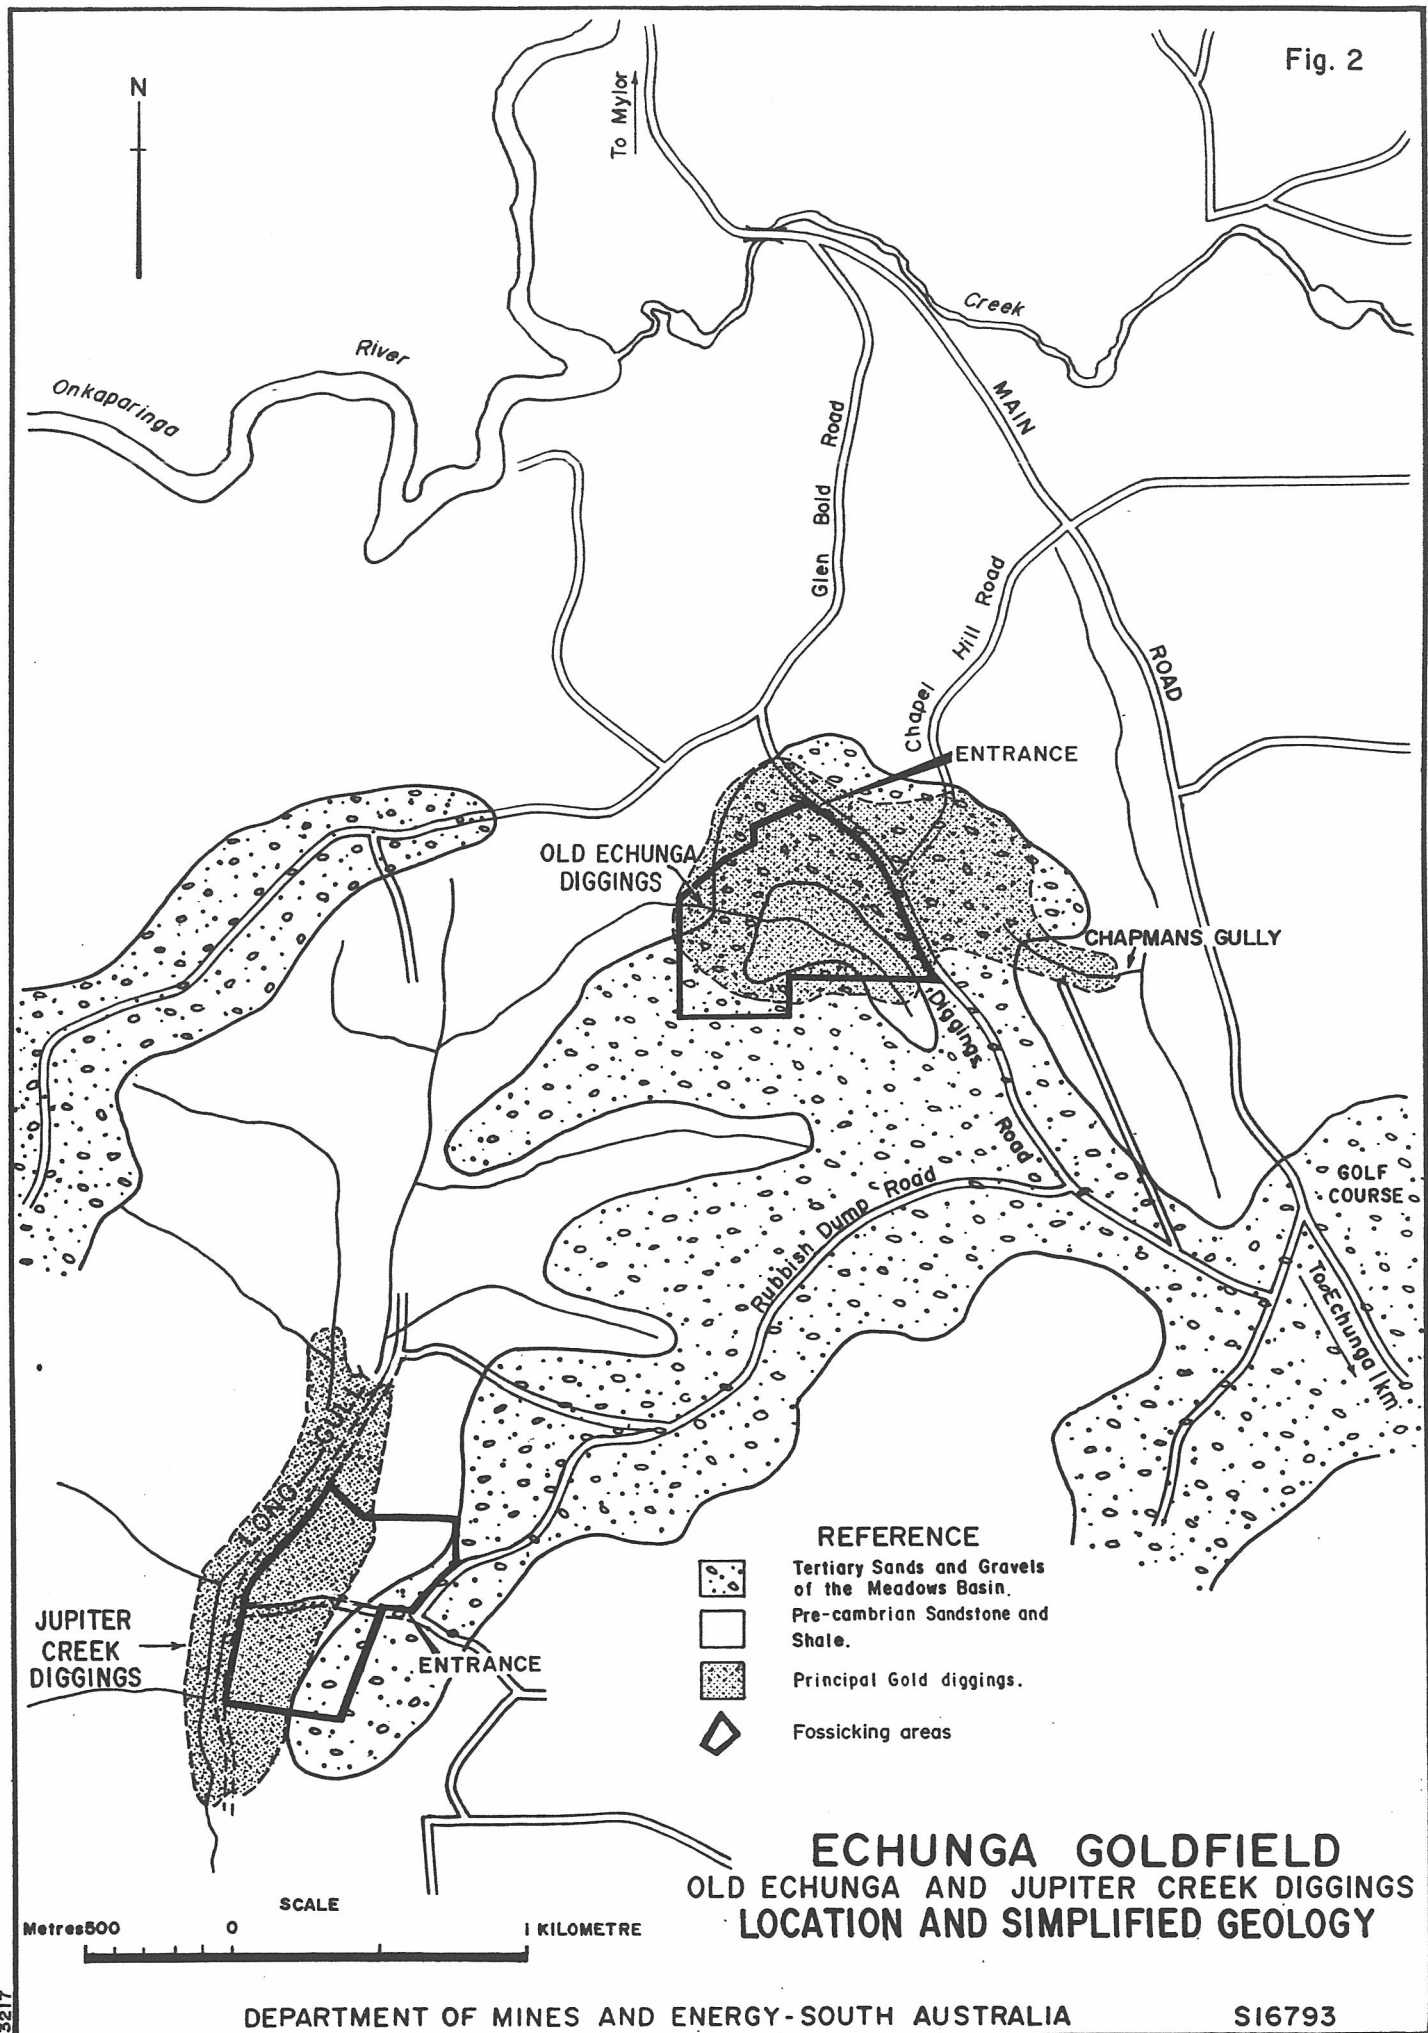 Fig. 2
N
To Mylor
Creek
River
Onkaparinga
MAIN
Glen Bold Road
Chapel Hill Road
ROAD
ENTRANCE
OLD ECHUNGA
DIGGINGS
CHAPMANS GULLY
Diggings
Road
GOLF
COURSE
Rubbish Dump Road
To Echunga 1 km
LONG GULLY
JUPITER
CREEK
DIGGINGS
ENTRANCE
REFERENCE
Tertiary Sands and Gravels
of the Meadows Basin.
Pre-cambrian Sandstone and
Shale.
Principal Gold diggings.
Fossicking areas
ECHUNGA GOLDFIELD
OLD ECHUNGA AND JUPITER CREEK DIGGINGS
LOCATION AND SIMPLIFIED GEOLOGY
SCALE
Metres 500 0 1 KILOMETRE
DEPARTMENT OF MINES AND ENERGY-SOUTH AUSTRALIA S16793
3217